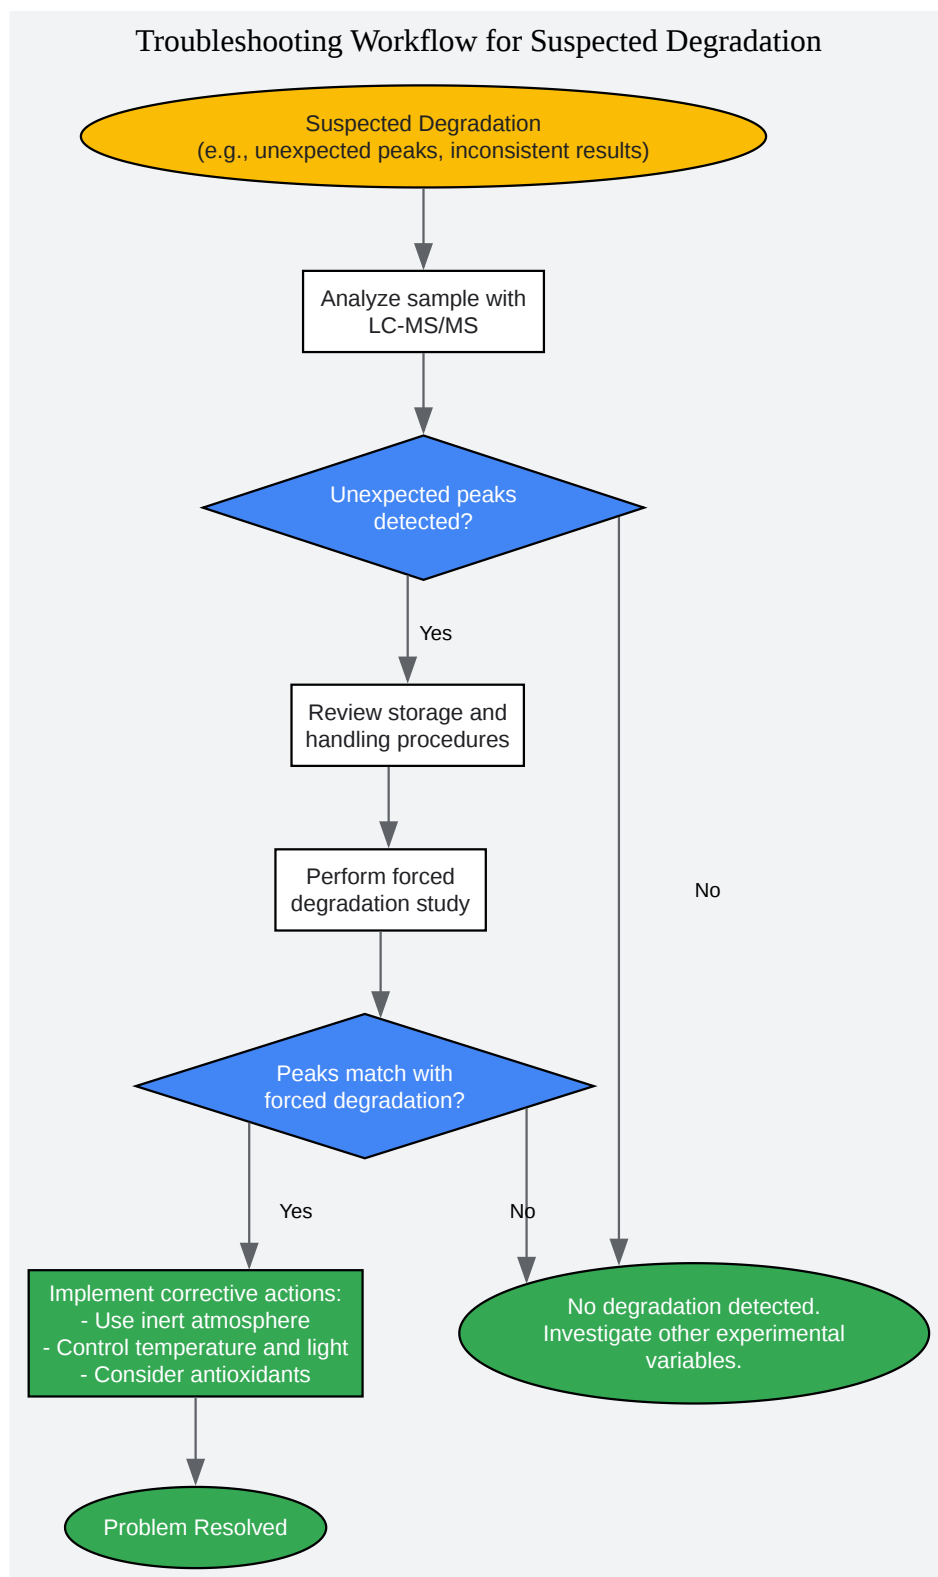 Troubleshooting Workflow for Suspected Degradation
Suspected Degradation
(e.g., unexpected peaks, inconsistent results)
Analyze sample with
LC-MS/MS
Unexpected peaks
detected?
Yes
Review storage and
handling procedures
Perform forced
degradation study
No
Peaks match with
forced degradation?
Yes
No
Implement corrective actions:
- Use inert atmosphere
- Control temperature and light
- Consider antioxidants
No degradation detected.
Investigate other experimental
variables.
Problem Resolved